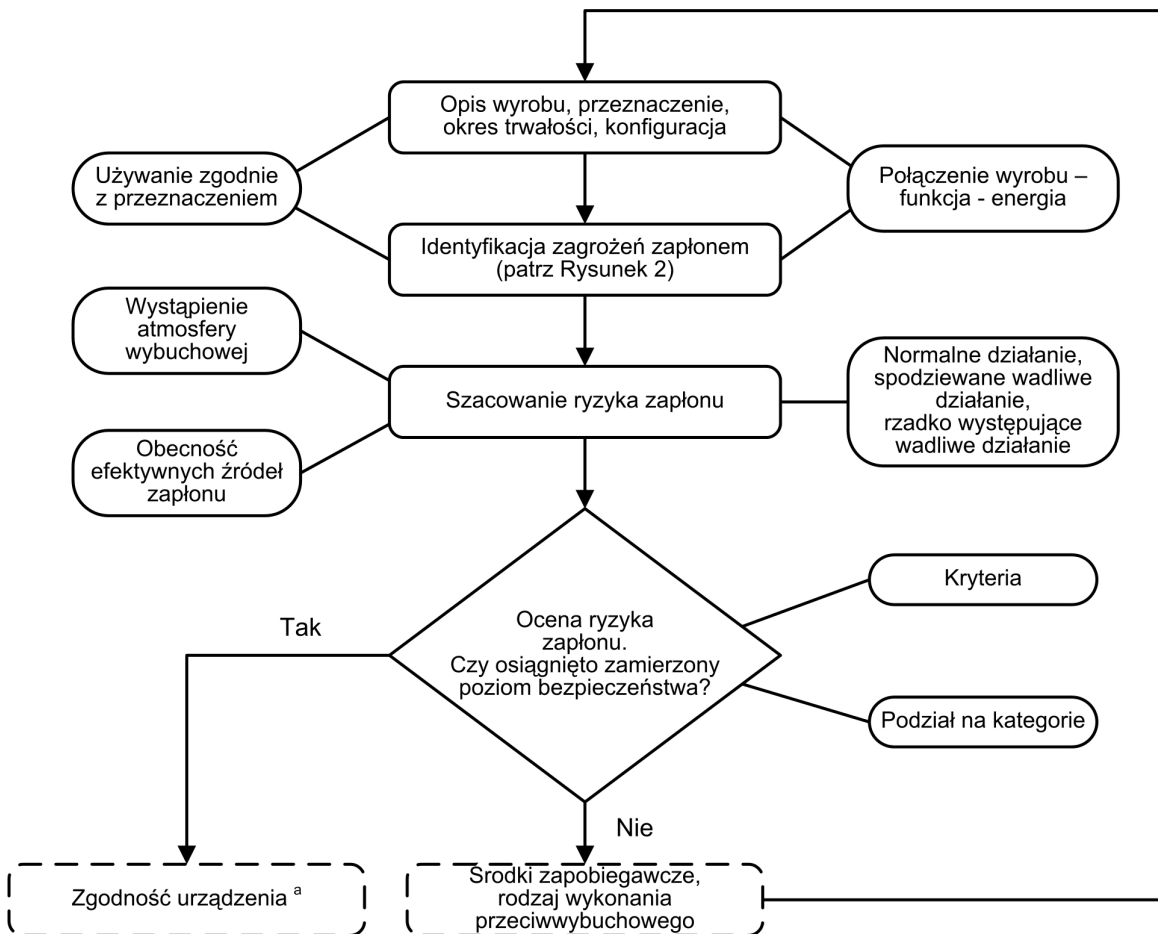 Opis wyrobu, przeznaczenie,
okres trwałości, konfiguracja
Używanie zgodnie
z przeznaczeniem
Połączenie wyrobu –
funkcja - energia
Identyfikacja zagrożeń zapłonem
(patrz Rysunek 2)
Wystąpienie
atmosfery
wybuchowej
Szacowanie ryzyka zapłonu
Normalne działanie,
spodziewane wadliwe
działanie,
rzadko występujące
wadliwe działanie
Obecność
efektywnych źródeł
zapłonu
Ocena ryzyka
zapłonu.
Czy osiągnięto zamierzony
poziom bezpieczeństwa?
Kryteria
Podział na kategorie
Tak
Nie
Zgodność urządzenia a
Środki zapobiegawcze,
rodzaj wykonania
przeciwwybuchowego